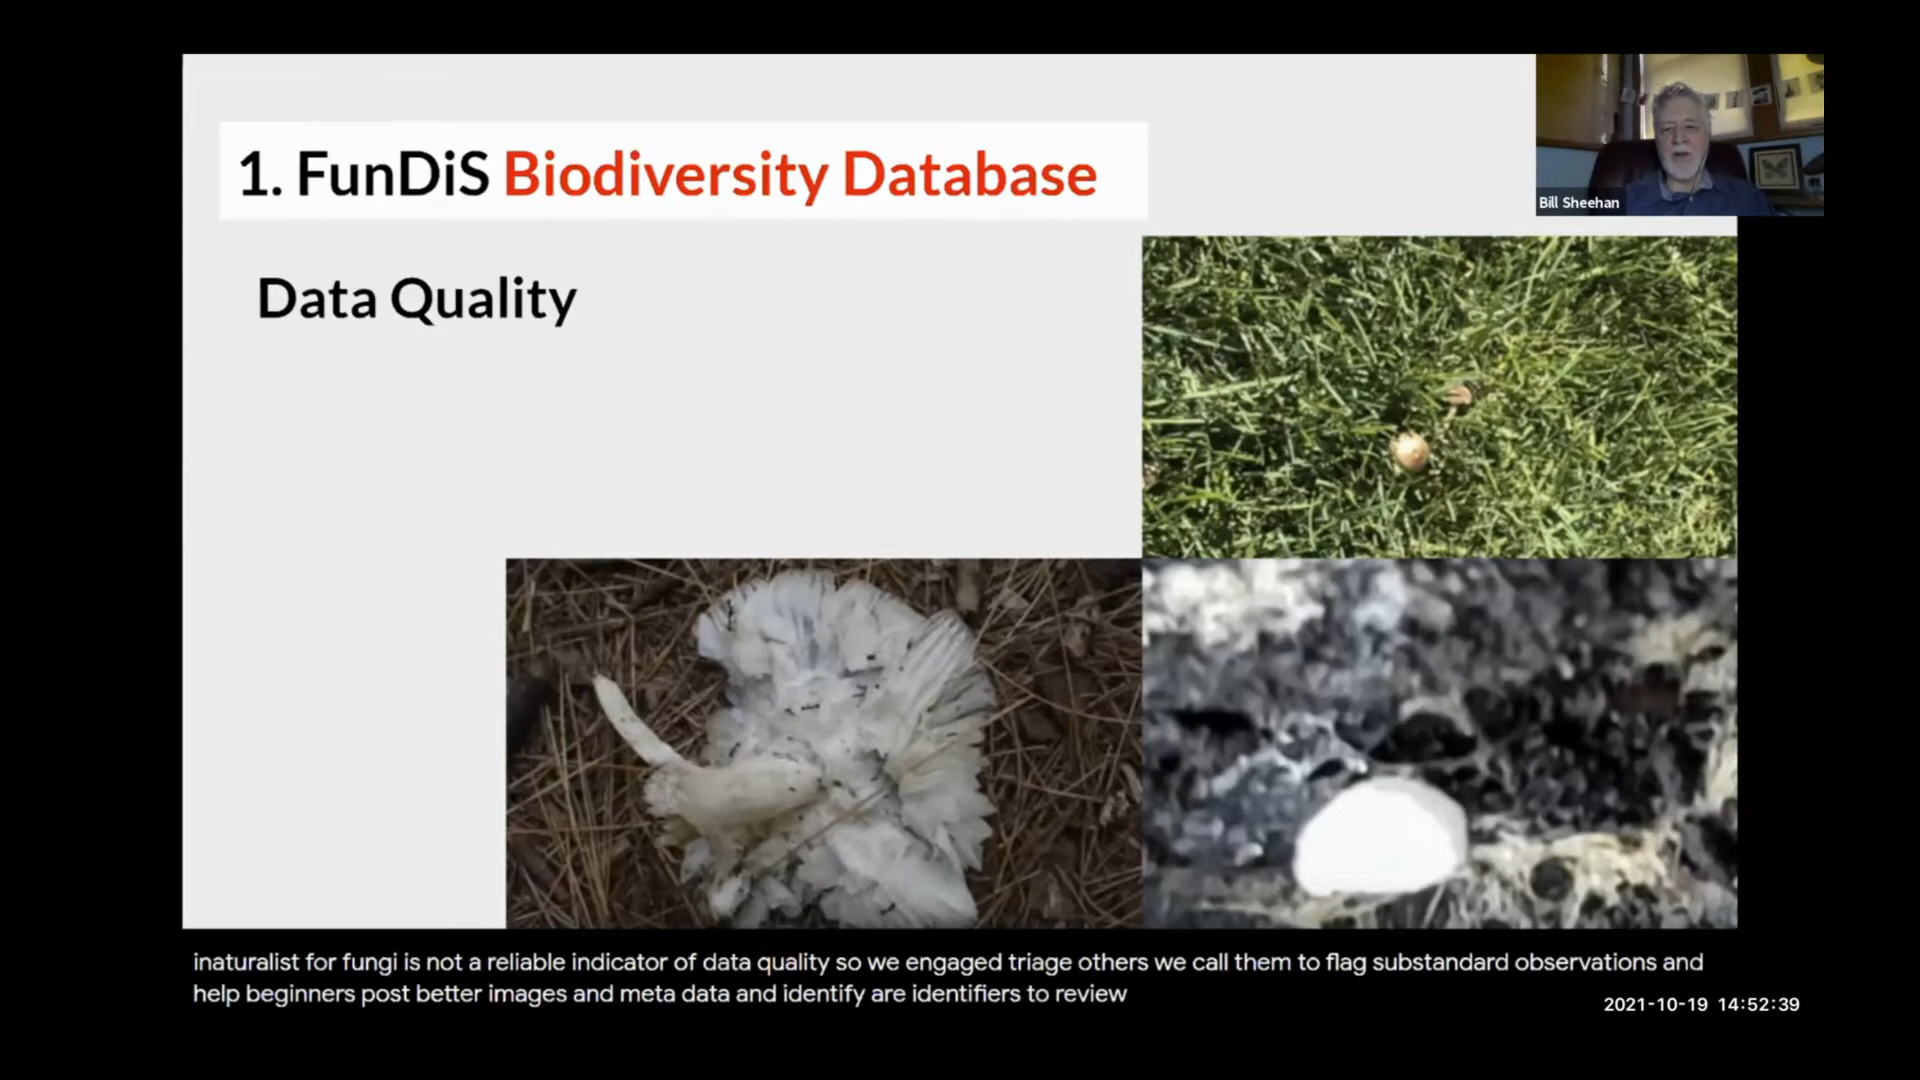 1. FunDiS Biodiversity Database
Bill Sheehan
Data Quality
inaturalist for fungi is not a reliable indicator of data quality so we engaged triage others we call them to flag substandard observations and
help beginners post better images and meta data and identify are identifiers to review
2021-10-19 14:52:39